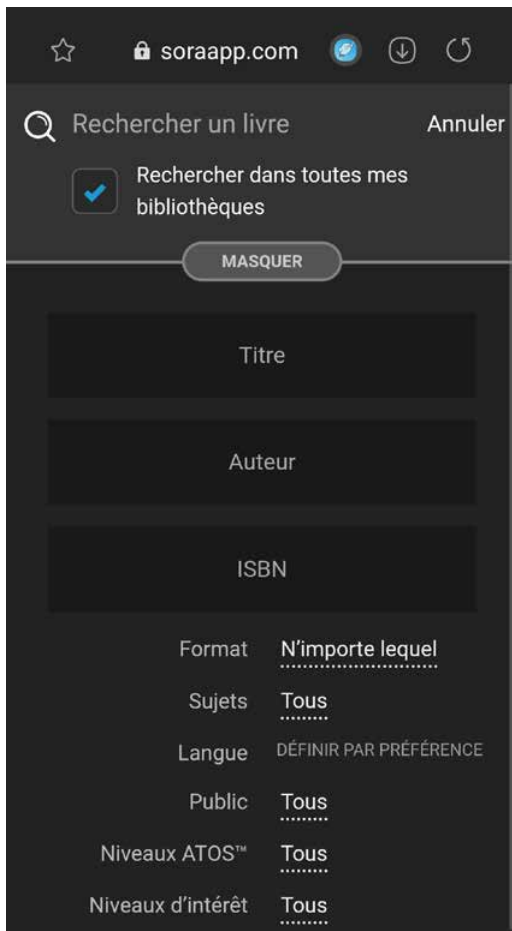 soraapp.com
Rechercher un livre Annuler
Rechercher dans toutes mes
bibliothèques
MASQUER
Titre
Auteur
ISBN
Format N'importe lequel
Sujets Tous
Langue DÉFINIR PAR PRÉFÉRENCE
Public Tous
Niveaux ATOS™ Tous
Niveaux d'intérêt Tous